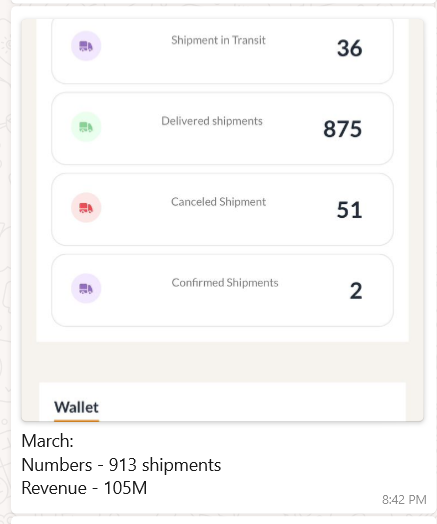 Shipment in Transit
36
Delivered shipments
875
Canceled Shipment
51
Confirmed Shipments
2
Wallet
March:
Numbers - 913 shipments
Revenue - 105M
8:42 PM